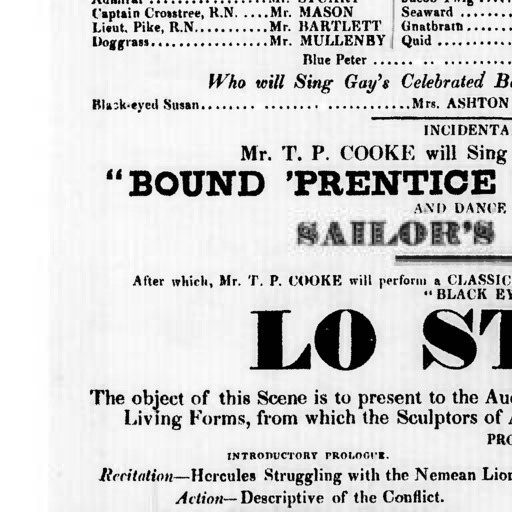 Admiral ................Mr. STUART
Captain Crosstree, R.N. ....Mr. MASON
Lieut. Pike, R.N...........Mr. BARTLETT
Doggrass................Mr. MULLENBY
Seaward .........
Gnatbrain ........
Quid ...........
Blue Peter ................
Who will Sing Gay's Celebrated
Black-eyed Susan....... ........ ............Mrs. ASHTON
INCIDENTA
Mr. T. P. COOKE will Sing
"BOUND 'PRENTICE
AND DANCE
SAILOR'S
After which, Mr. T. P. COOKE will perform a CLASSIC
"BLACK EY
LO ST
The object of this Scene is to present to the Au
Living Forms, from which the Sculptors of
PRO
INTRODUCTORY PROLOGUE.
Recitation—Hercules Struggling with the Nemean Lion
Action—Descriptive of the Conflict.